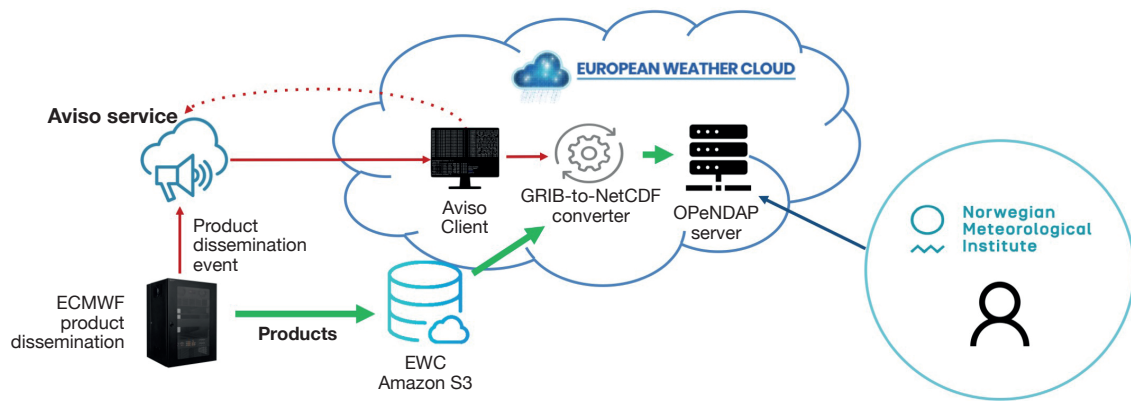 EUROPEAN WEATHER CLOUD
Aviso service
Aviso
Client
GRIB-to-NetCDF
converter
OPeNDAP
server
Norwegian
Meteorological
Institute
Product
dissemination
event
ECMWF
product
dissemination
Products
EWC
Amazon S3